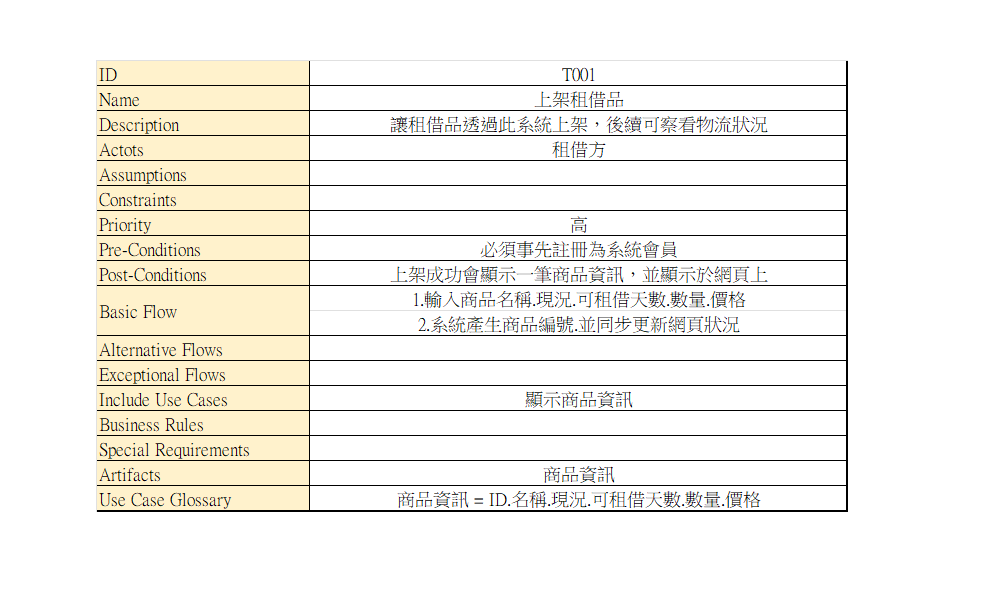 ID T001
Name 上架租借品
Description 讓租借品透過此系統上架，後續可察看物流狀況
Actots 租借方
Assumptions
Constraints
Priority 高
Pre-Conditions 必須事先註冊為系統會員
Post-Conditions 上架成功會顯示一筆商品資訊，並顯示於網頁上
Basic Flow 1.輸入商品名稱.現況.可租借天數.數量.價格
2.系統產生商品編號.並同步更新網頁狀況
Alternative Flows
Exceptional Flows
Include Use Cases 顯示商品資訊
Business Rules
Special Requirements
Artifacts 商品資訊
Use Case Glossary 商品資訊 = ID.名稱.現況.可租借天數.數量.價格